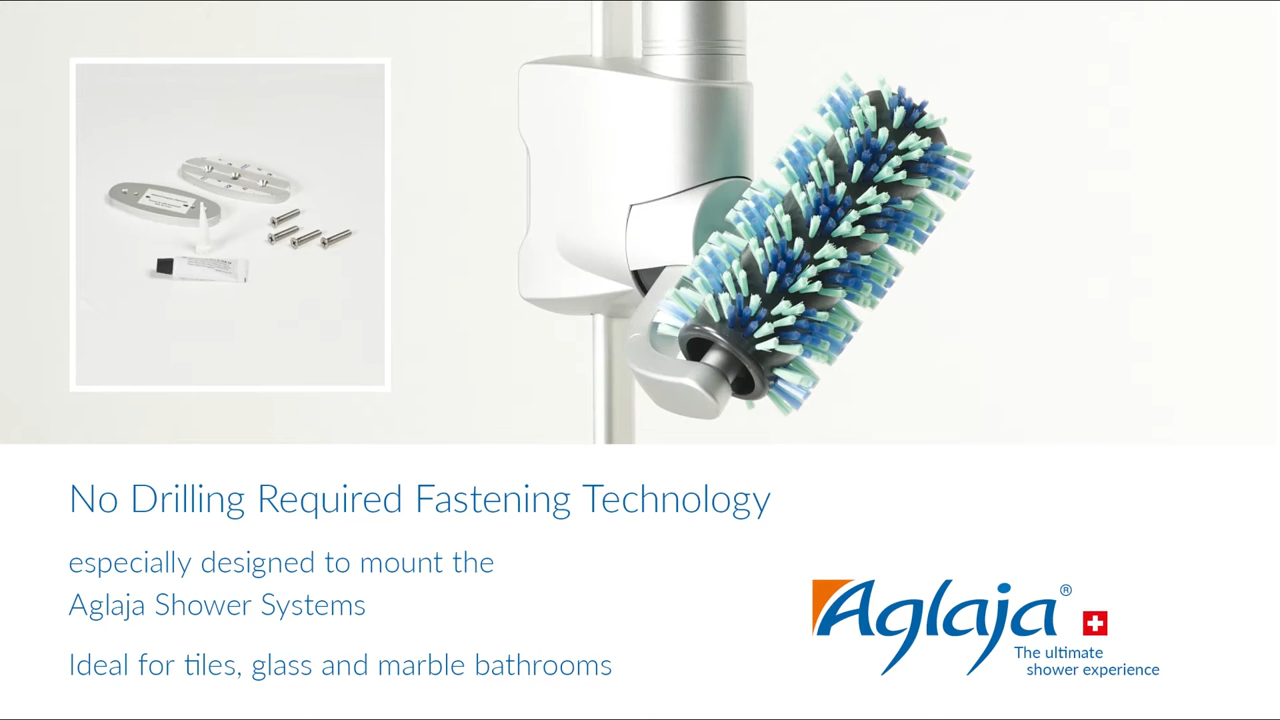 No Drilling Required Fastening Technology
especially designed to mount the
Aglaja Shower Systems
Ideal for tiles, glass and marble bathrooms
Aglaja®
The ultimate
shower experience